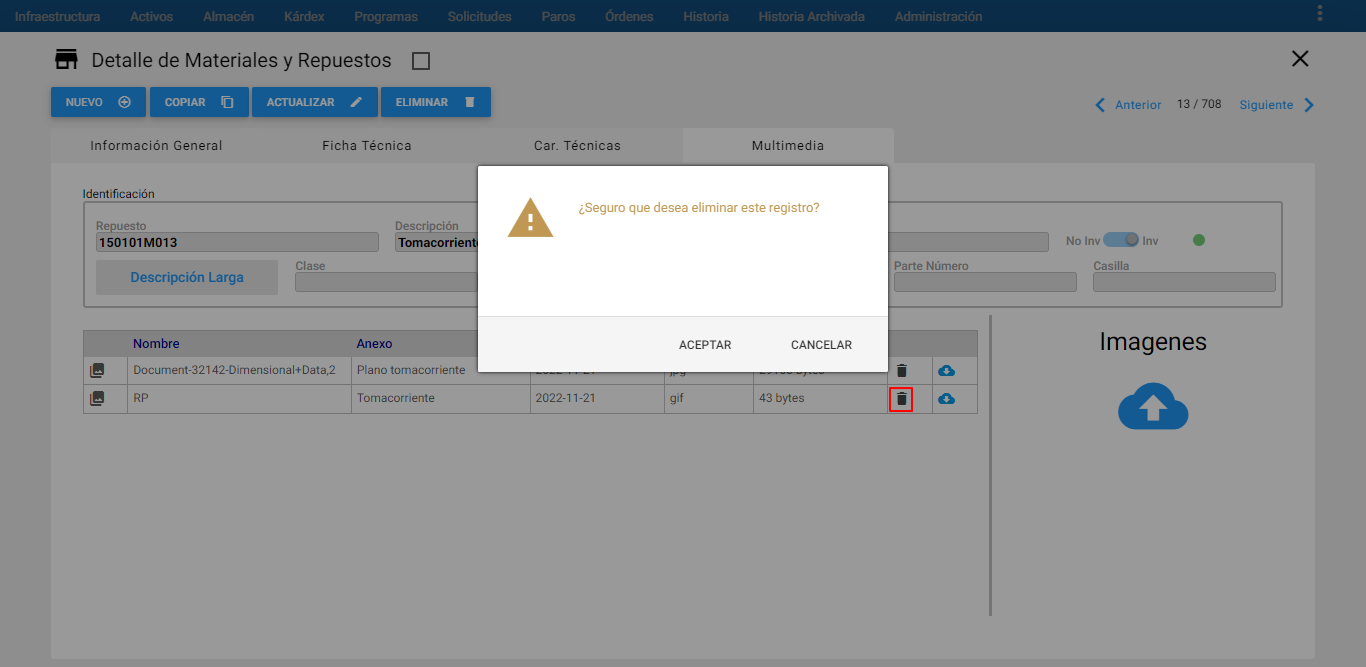 Infraestructura Activos Almacén Kárdex Programas Solicitudes Paros Órdenes Historia Historia Archivada Administración
Detalle de Materiales y Repuestos
NUEVO COPIAR ACTUALIZAR ELIMINAR
Anterior 13 / 708 Siguiente
Información General Ficha Técnica Car. Técnicas Multimedia
Identificación
¿Seguro que desea eliminar este registro?
Repuesto Descripción
150101M013 Tomacorriente
No Inv Inv
Descripción Larga Clase Parte Número Casilla
ACEPTAR CANCELAR
Imagenes
Nombre Anexo
Document-32142-Dimensional+Data,2 Plano tomacorriente 2022-11-21 jpg bytes
RP Tomacorriente 2022-11-21 gif 43 bytes